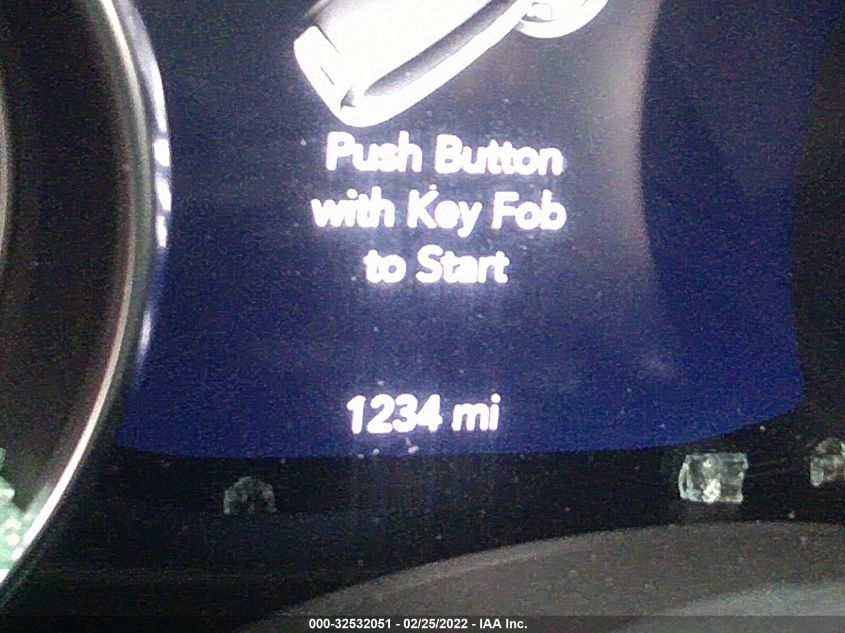 Push Button
with Key Fob
to Start
1234 mi
000-32532051 - 02/25/2022 - IAA Inc.